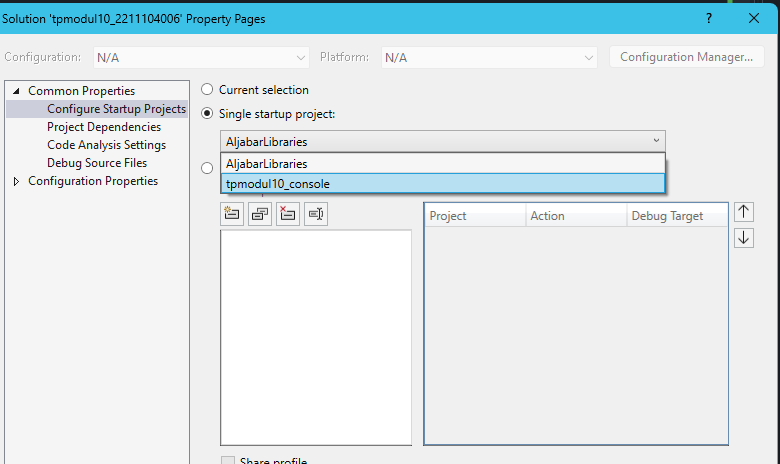 Solution 'tpmodul10_2211104006' Property Pages
?
Configuration: N/A Platform: N/A Configuration Manager...
Common Properties
Configure Startup Projects
Project Dependencies
Code Analysis Settings
Debug Source Files
Configuration Properties
Current selection
Single startup project:
AljabarLibraries
AljabarLibraries
tpmodul10_console
Project Action Debug Target
Share profile